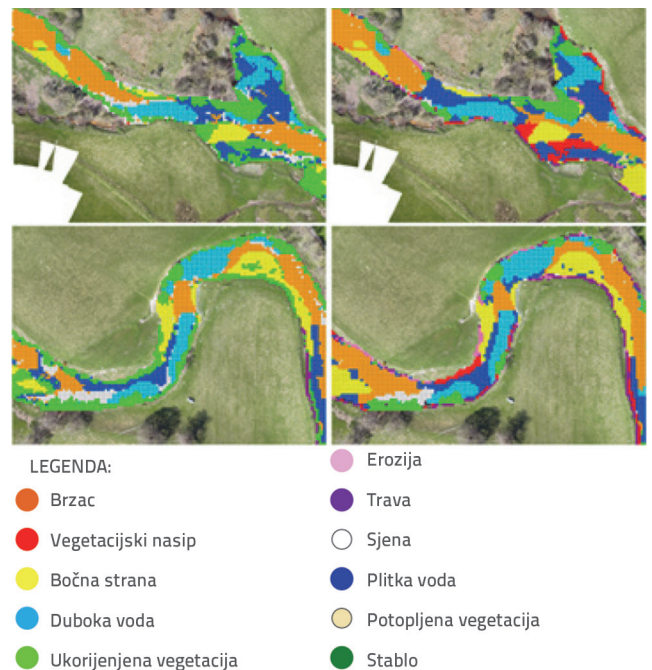 LEGENDA:
Brzac
Vegetacijski nasip
Bočna strana
Duboka voda
Ukorijenjena vegetacija
Erozija
Trava
Sjena
Plitka voda
Potopljena vegetacija
Stablo